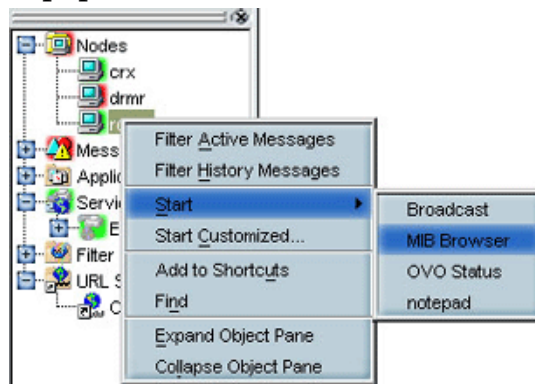 Nodes
crx
drmr
Mess
Applic
Servi
E
Filter
URL S
C
Filter Active Messages
Filter History Messages
Start
Start Customized...
Add to Shortcuts
Find
Expand Object Pane
Collapse Object Pane
Broadcast
MIB Browser
OVO Status
notepad